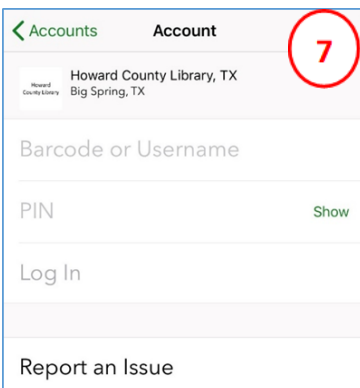 Accounts Account
7
Howard County Library, TX
Howard
County Library
Big Spring, TX
Barcode or Username
PIN Show
Log In
Report an Issue